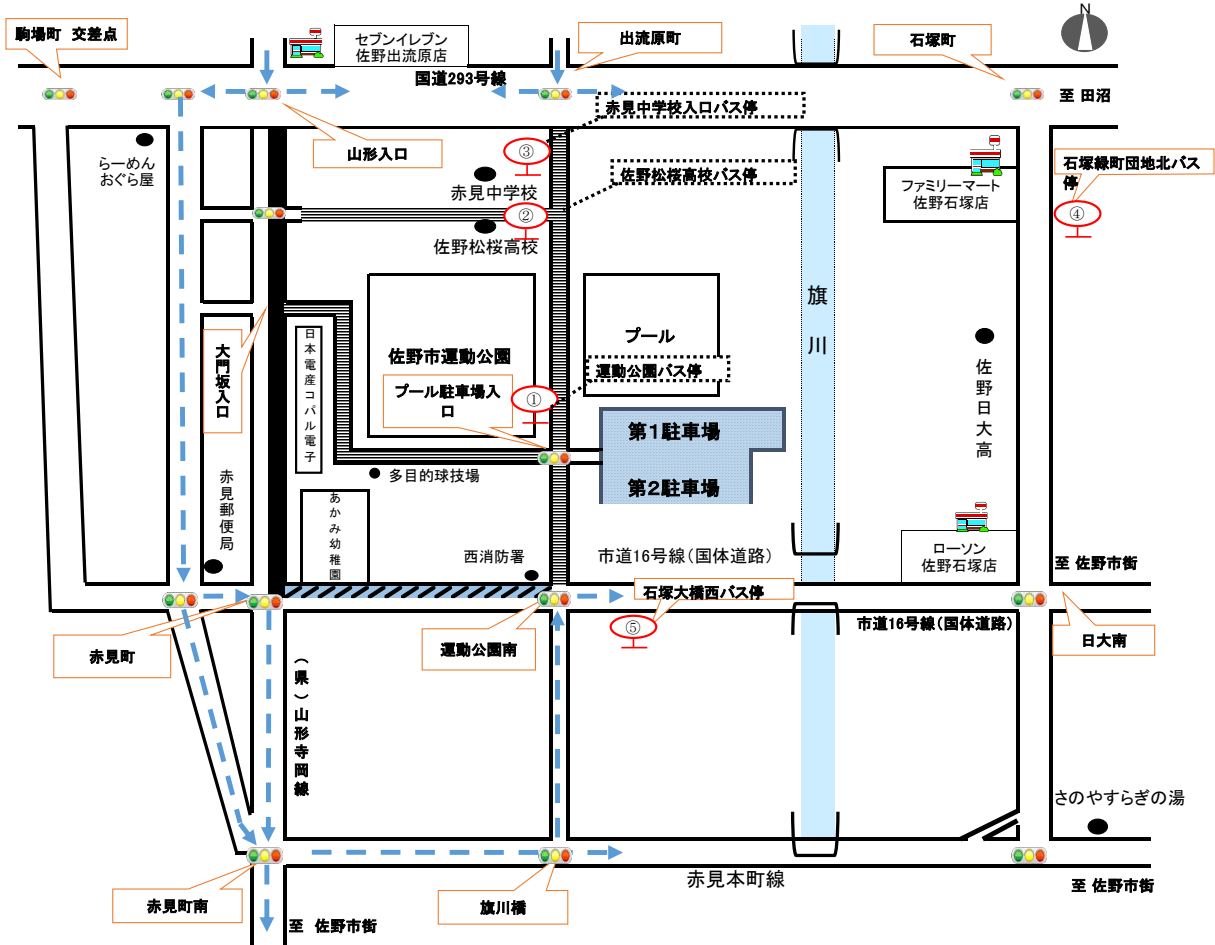 駒場町 交差点
セブンイレブン
佐野出流原店
出流原町
石塚町
N
国道293号線
至 田沼
赤見中学校入口バス停
山形入口
らーめん
おぐら屋
③
赤見中学校
佐野松桜高校バス停
ファミリーマート
佐野石塚店
石塚緑町団地北バス
停
②
佐野松桜高校
④
旗川
プール
佐野市運動公園
運動公園バス停
大門坂入口
日本電産コパル電子
佐野日大高
プール駐車場入
口
①
第1駐車場
多目的球技場
第2駐車場
赤見郵便局
あかみ幼稚園
西消防署
市道16号線(国体道路)
ローソン
佐野石塚店
至 佐野市街
石塚大橋西バス停
⑤
市道16号線(国体道路)
赤見町
運動公園南
日大南
(県)山形寺岡線
さのやすらぎの湯
赤見本町線
至 佐野市街
赤見町南
旗川橋
至 佐野市街